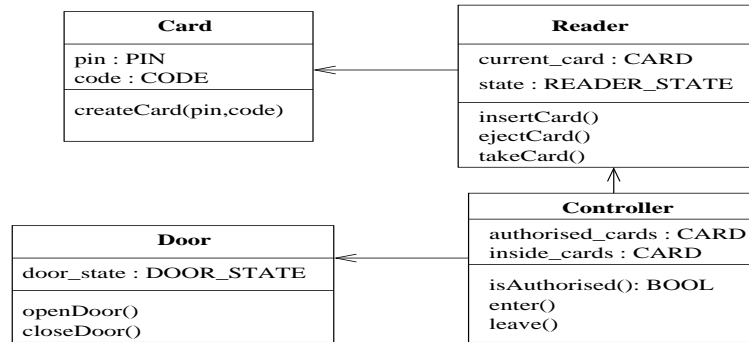 Card
pin : PIN
code : CODE
createCard(pin,code)
Reader
current_card : CARD
state : READER_STATE
insertCard()
ejectCard()
takeCard()
Door
door_state : DOOR_STATE
openDoor()
closeDoor()
Controller
authorised_cards : CARD
inside_cards : CARD
isAuthorised(): BOOL
enter()
leave()